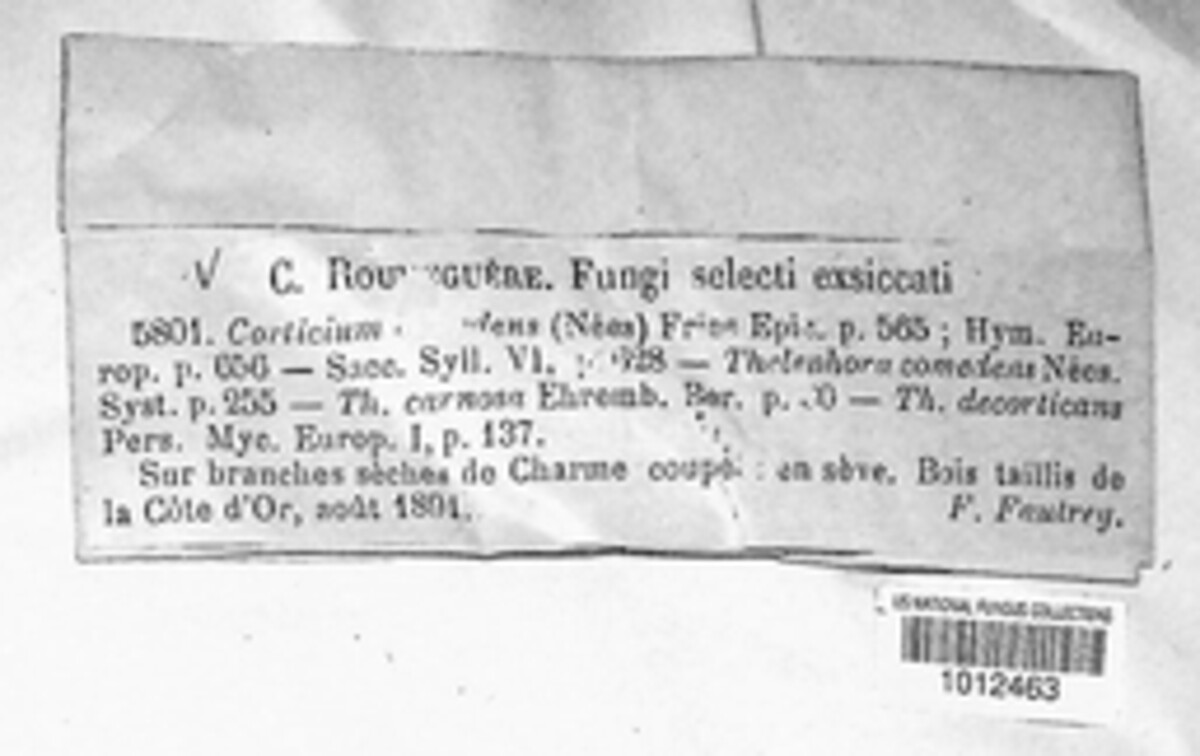 √ C. ROUMEGUÈRE. Fungi selecti exsiccati
5801. Corticium (Nées) Fries Epic. p. 565 ; Hym. Eu-
rop. p. 656 — Sacc. Syll. VI. — Thelephora comedens Nées.
Syst. p. 255 — Th. carnosa Ehremb. Ber. p. — Th. decorticans
Pers. Myc. Europ. I, p. 137.
Sur branches sèches de Charme en sève. Bois taillis de
la Côte d'Or, août 1891.
F. Fautrey.
US NATIONAL FUNGUS COLLECTIONS
1012463